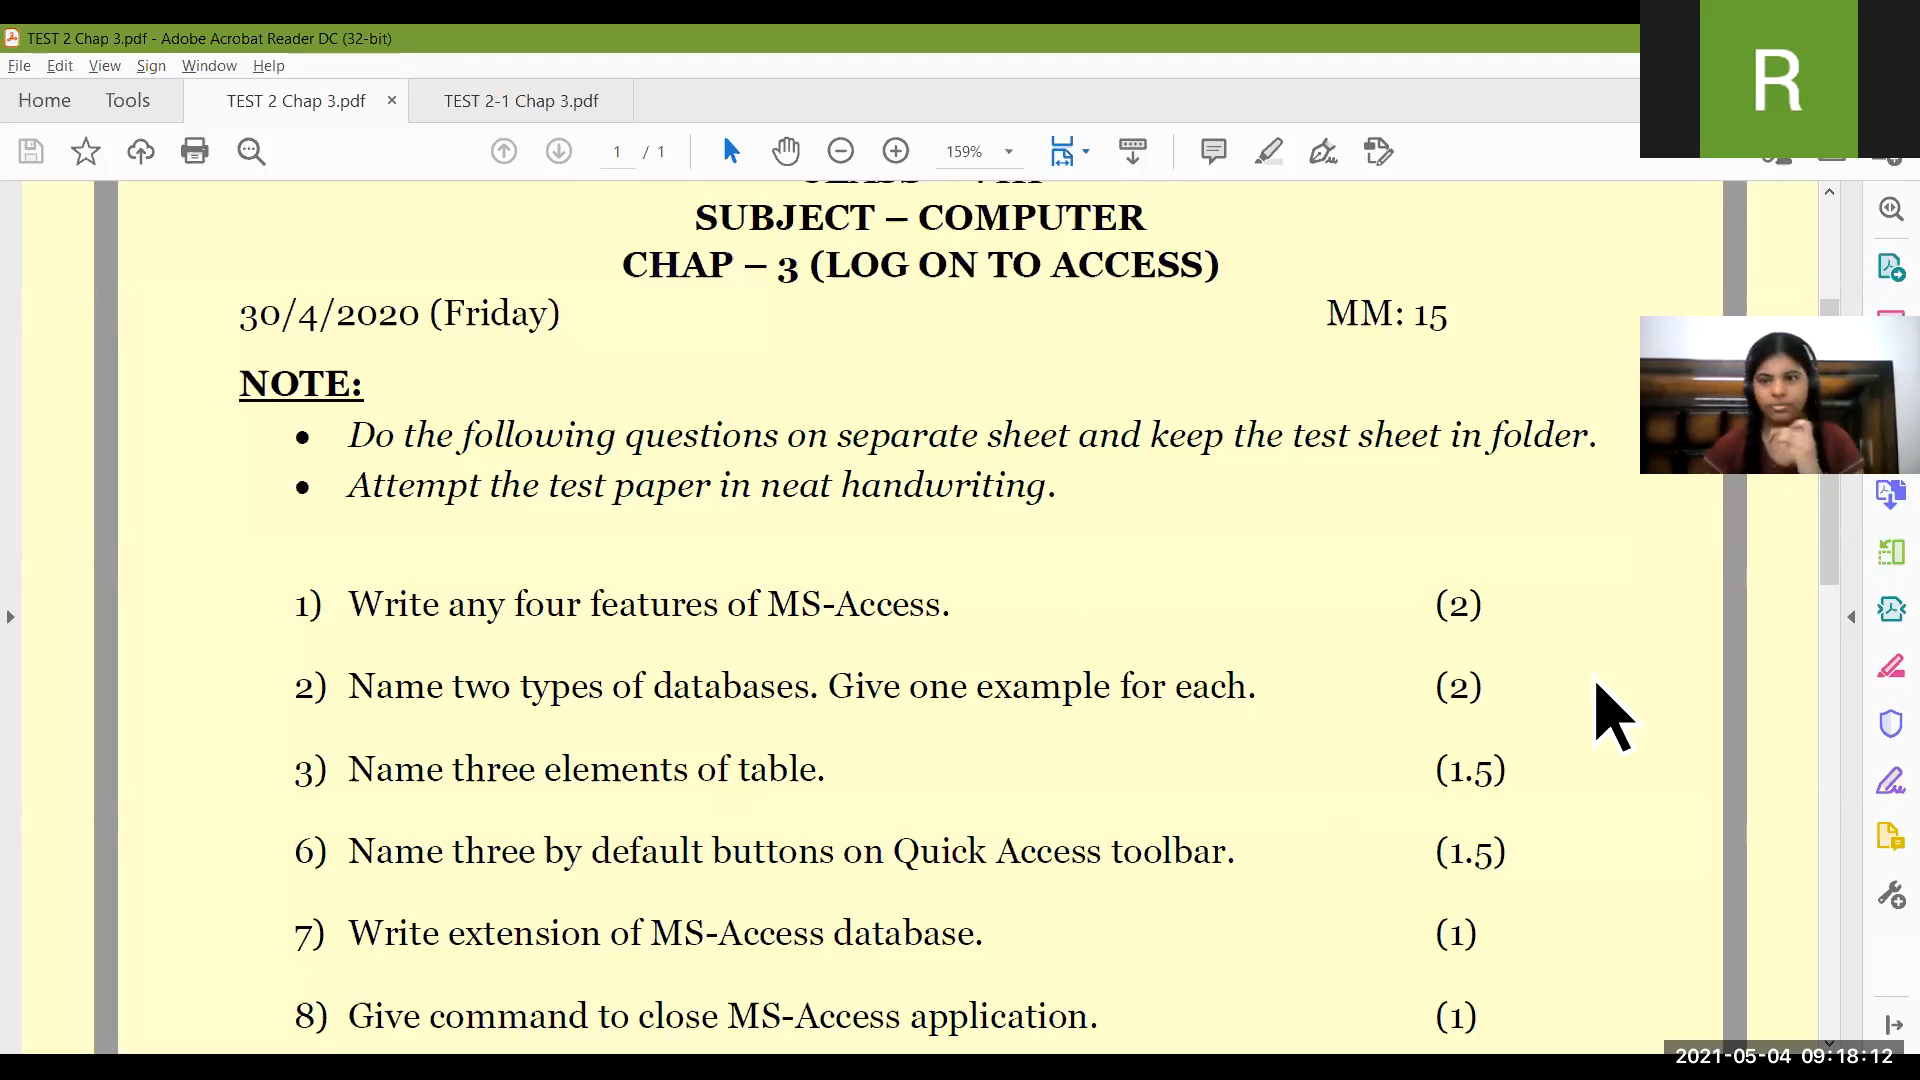 TEST 2 Chap 3.pdf - Adobe Acrobat Reader DC (32-bit)
File Edit View Sign Window Help
Home Tools TEST 2 Chap 3.pdf × TEST 2-1 Chap 3.pdf
1 / 1 159%
R
SUBJECT – COMPUTER
CHAP – 3 (LOG ON TO ACCESS)
30/4/2020 (Friday) MM: 15
NOTE:
• Do the following questions on separate sheet and keep the test sheet in folder.
• Attempt the test paper in neat handwriting.
1) Write any four features of MS-Access. (2)
2) Name two types of databases. Give one example for each. (2)
3) Name three elements of table. (1.5)
6) Name three by default buttons on Quick Access toolbar. (1.5)
7) Write extension of MS-Access database. (1)
8) Give command to close MS-Access application. (1)
2021-05-04 09:18:12